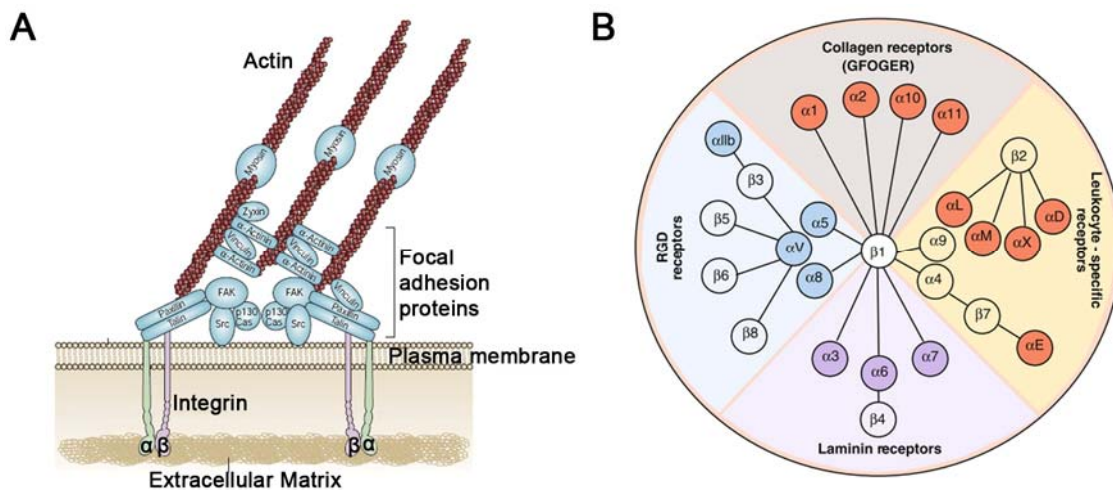 A
Actin
Myosin
Myosin
Myosin
Zyxin
α-Actinin
Vinculin
α-Actinin
α-Actinin
Vinculin
α-Actinin
Vinculin
Paxillin
Talin
FAK
Src
p130
Cas
FAK
p130
Cas
Src
Paxillin
Talin
Focal
adhesion
proteins
Plasma membrane
Integrin
α β
β α
Extracellular Matrix
B
Collagen receptors
(GFOGER)
α1
α2
α10
α11
RGD
receptors
αIIb
β3
β5
αV
α5
β6
α8
β8
β1
Leukocyte - specific
receptors
β2
αL
αM
αX
αD
α9
α4
β7
αE
α3
α6
α7
β4
Laminin receptors